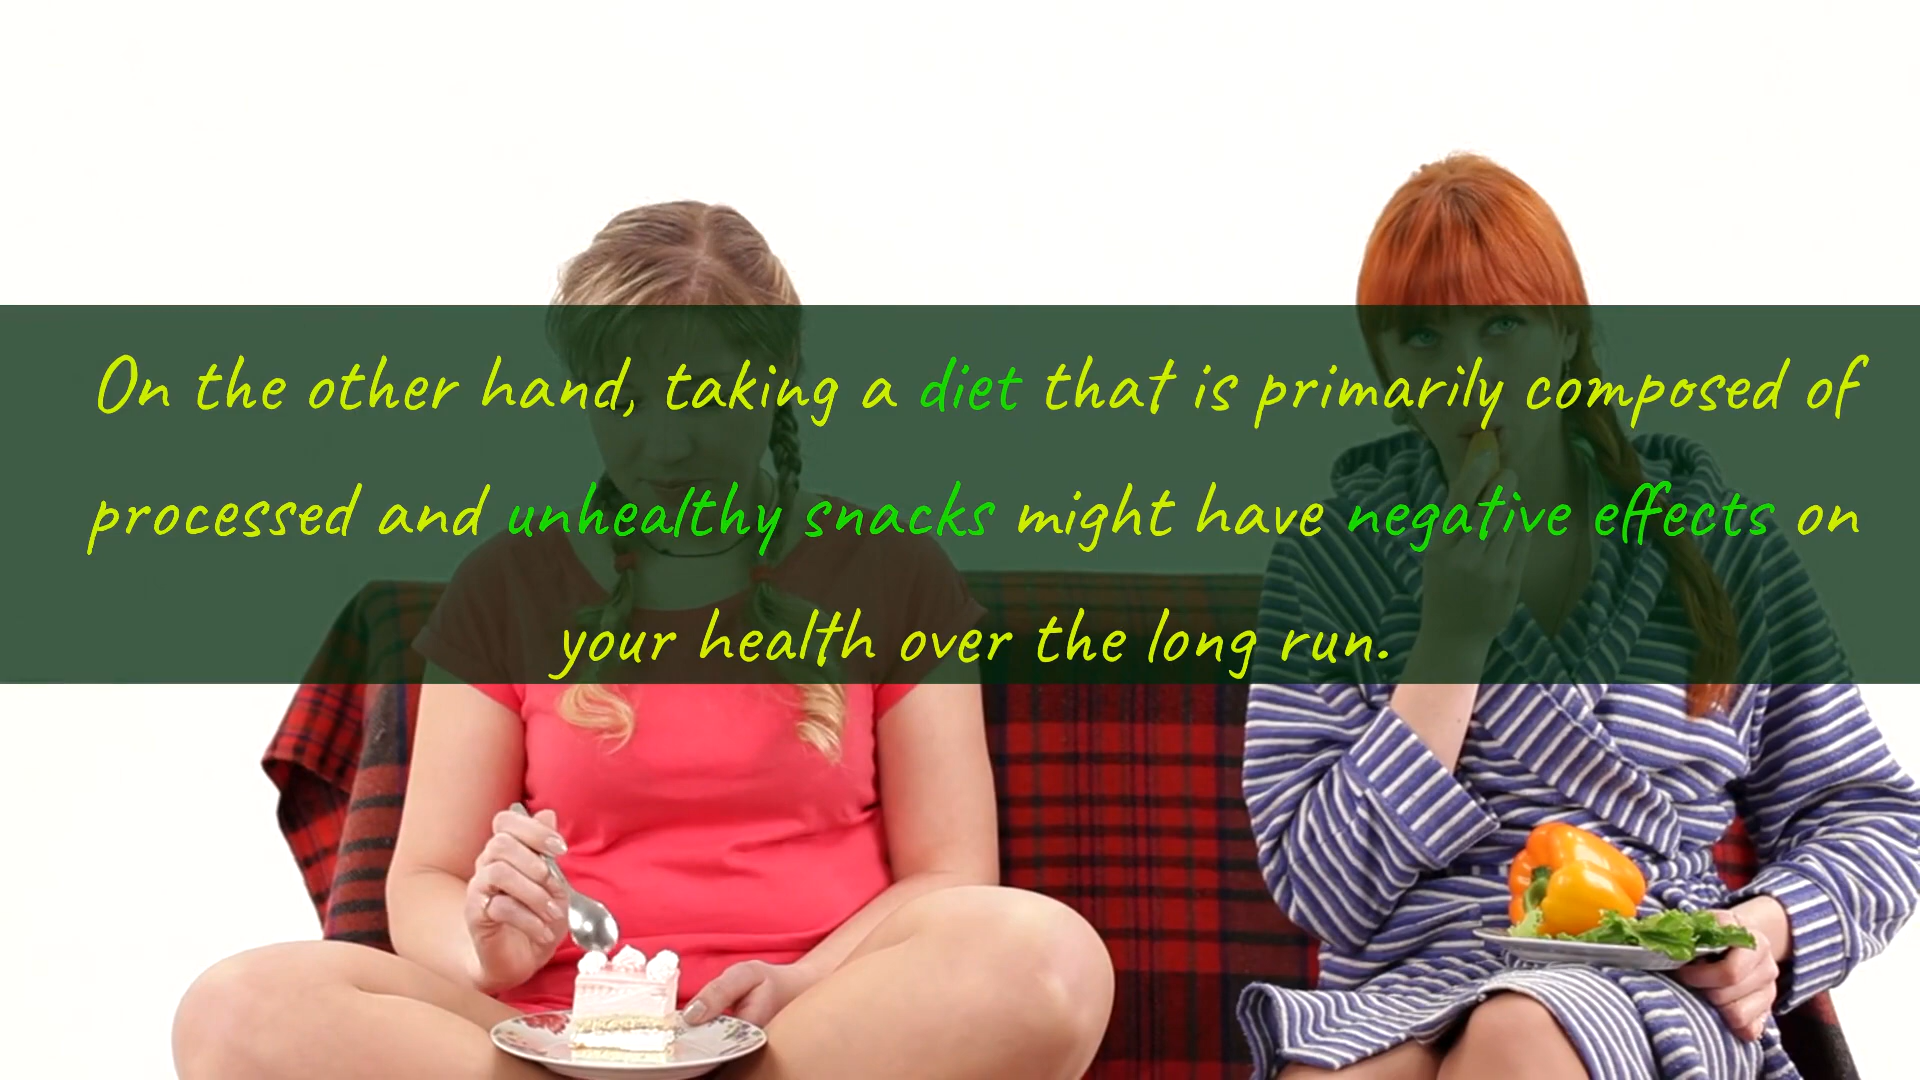 On the other hand, taking a diet that is primarily composed of
processed and unhealthy snacks might have negative effects on
your health over the long run.